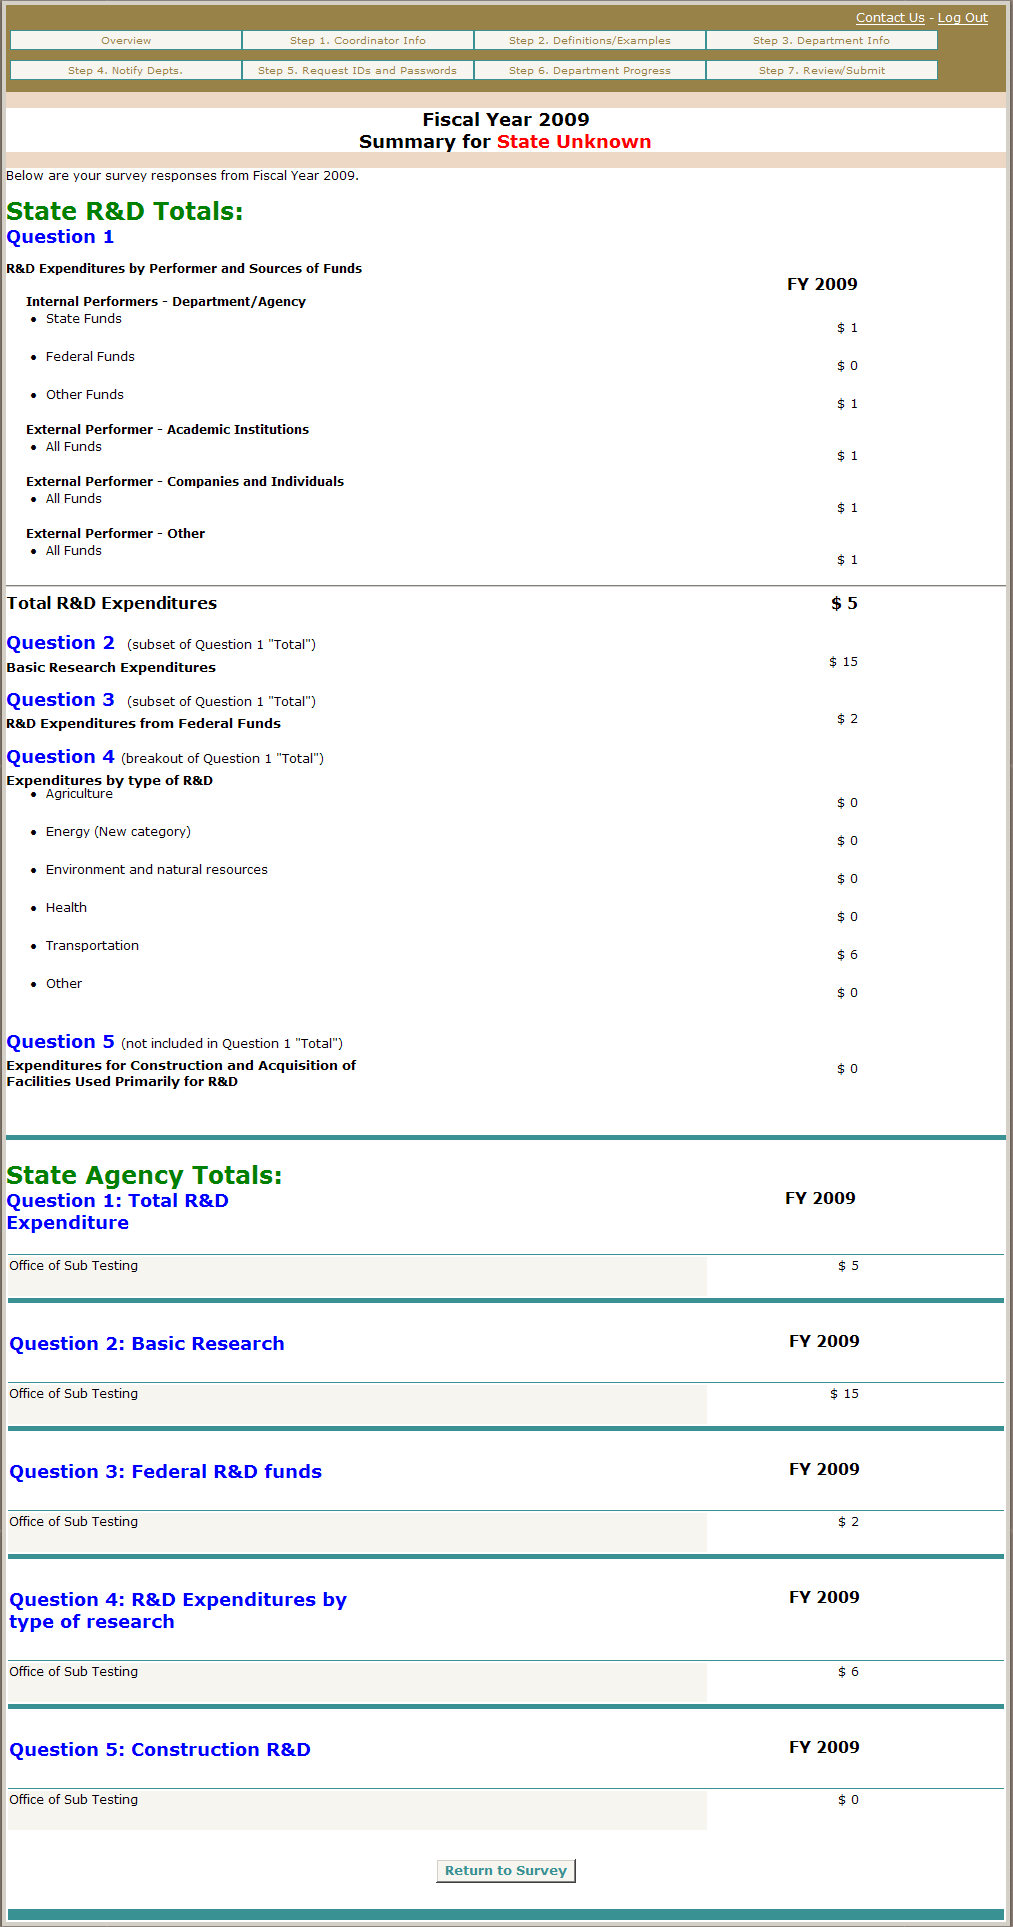 Contact Us - Log Out
Overview Step 1. Coordinator Info Step 2. Definitions/Examples Step 3. Department Info
Step 4. Notify Depts. Step 5. Request IDs and Passwords Step 6. Department Progress Step 7. Review/Submit
Fiscal Year 2009
Summary for State Unknown
Below are your survey responses from Fiscal Year 2009.
State R&D Totals:
Question 1
R&D Expenditures by Performer and Sources of Funds
FY 2009
Internal Performers - Department/Agency
• State Funds $ 1
• Federal Funds $ 0
• Other Funds $ 1
External Performer - Academic Institutions
• All Funds $ 1
External Performer - Companies and Individuals
• All Funds $ 1
External Performer - Other
• All Funds $ 1
Total R&D Expenditures $ 5
Question 2 (subset of Question 1 "Total")
Basic Research Expenditures $ 15
Question 3 (subset of Question 1 "Total")
R&D Expenditures from Federal Funds $ 2
Question 4 (breakout of Question 1 "Total")
Expenditures by type of R&D
• Agriculture $ 0
• Energy (New category) $ 0
• Environment and natural resources $ 0
• Health $ 0
• Transportation $ 6
• Other $ 0
Question 5 (not included in Question 1 "Total")
Expenditures for Construction and Acquisition of $ 0
Facilities Used Primarily for R&D
State Agency Totals:
Question 1: Total R&D FY 2009
Expenditure
Office of Sub Testing $ 5
Question 2: Basic Research FY 2009
Office of Sub Testing $ 15
Question 3: Federal R&D funds FY 2009
Office of Sub Testing $ 2
Question 4: R&D Expenditures by FY 2009
type of research
Office of Sub Testing $ 6
Question 5: Construction R&D FY 2009
Office of Sub Testing $ 0
Return to Survey